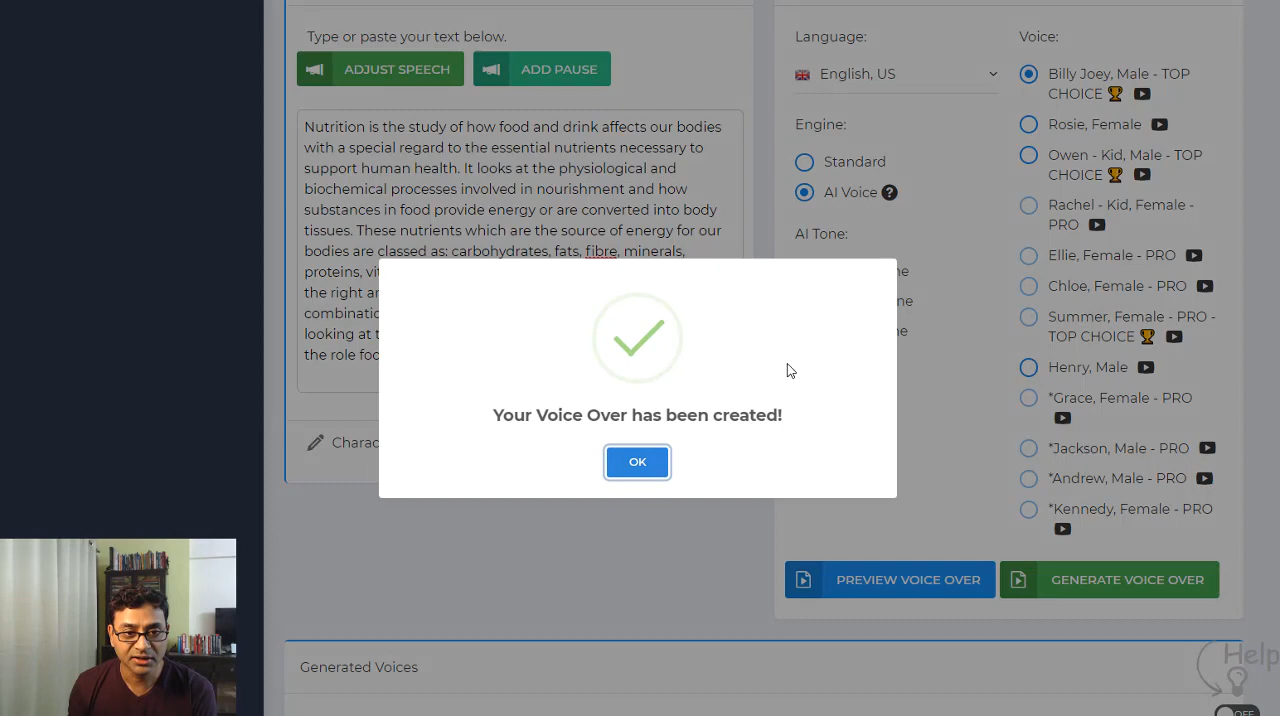 Type or paste your text below.
ADJUST SPEECH
ADD PAUSE
Nutrition is the study of how food and drink affects our bodies
with a special regard to the essential nutrients necessary to
support human health. It looks at the physiological and
biochemical processes involved in nourishment and how
substances in food provide energy or are converted into body
tissues. These nutrients which are the source of energy for our
bodies are classed as: carbohydrates, fats, fibre, minerals,
proteins,
the right
looking at
the role
Language:
English, US
Engine:
Standard
AI Voice
AI Tone:
Voice:
Billy Joey, Male - TOP
CHOICE
Rosie, Female
Owen - Kid, Male - TOP
CHOICE
Rachel - Kid, Female -
PRO
Ellie, Female - PRO
Chloe, Female - PRO
Summer, Female - PRO -
TOP CHOICE
Henry, Male
*Grace, Female - PRO
*Jackson, Male - PRO
*Andrew, Male - PRO
*Kennedy, Female - PRO
Your Voice Over has been created!
OK
PREVIEW VOICE OVER
GENERATE VOICE OVER
Generated Voices
Help
OFF